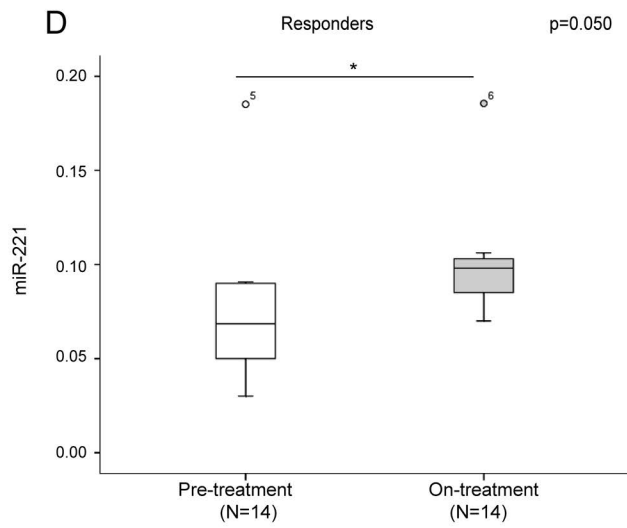 D
Responders
p=0.050
*
0.20
5
6
0.15
miR-221
0.10
0.05
0.00
Pre-treatment
(N=14)
On-treatment
(N=14)